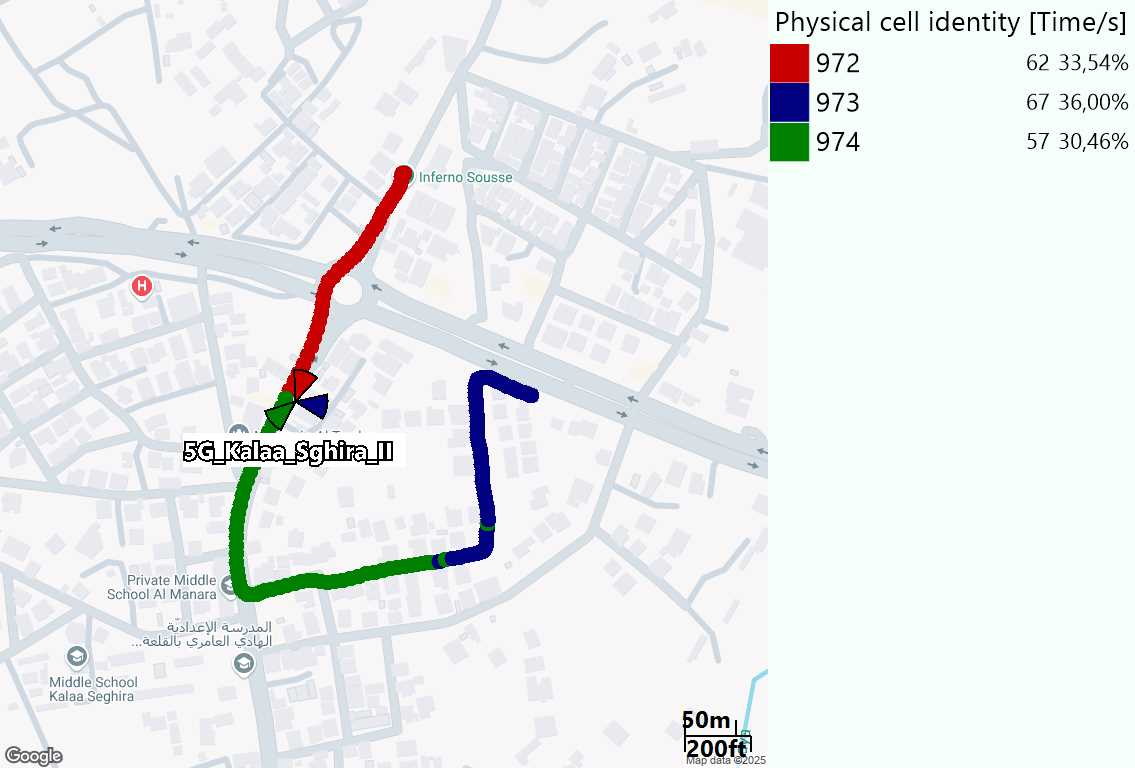 Physical cell identity [Time/s]
972 62 33,54%
973 67 36,00%
974 57 30,46%
Inferno Sousse
H
5G_Kalaa_Sghira_II
Private Middle
School Al Manara
المدرسة الإعداديّة
الهادي العامري بالقلعة...
Middle School
Kalaa Seghira
50m
200ft
Google
Map data ©2025